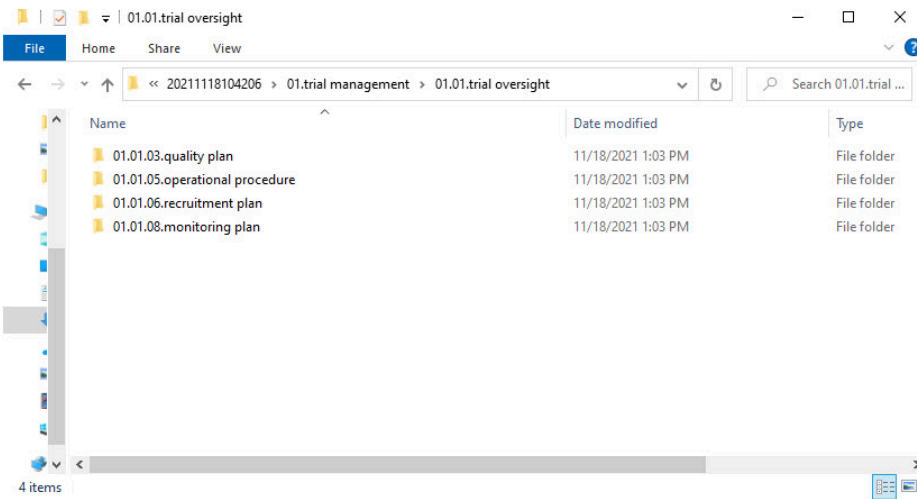 01.01.trial oversight
File Home Share View ?
« 20211118104206 › 01.trial management › 01.01.trial oversight Search 01.01.trial ...
Name Date modified Type
01.01.03.quality plan 11/18/2021 1:03 PM File folder
01.01.05.operational procedure 11/18/2021 1:03 PM File folder
01.01.06.recruitment plan 11/18/2021 1:03 PM File folder
01.01.08.monitoring plan 11/18/2021 1:03 PM File folder
4 items